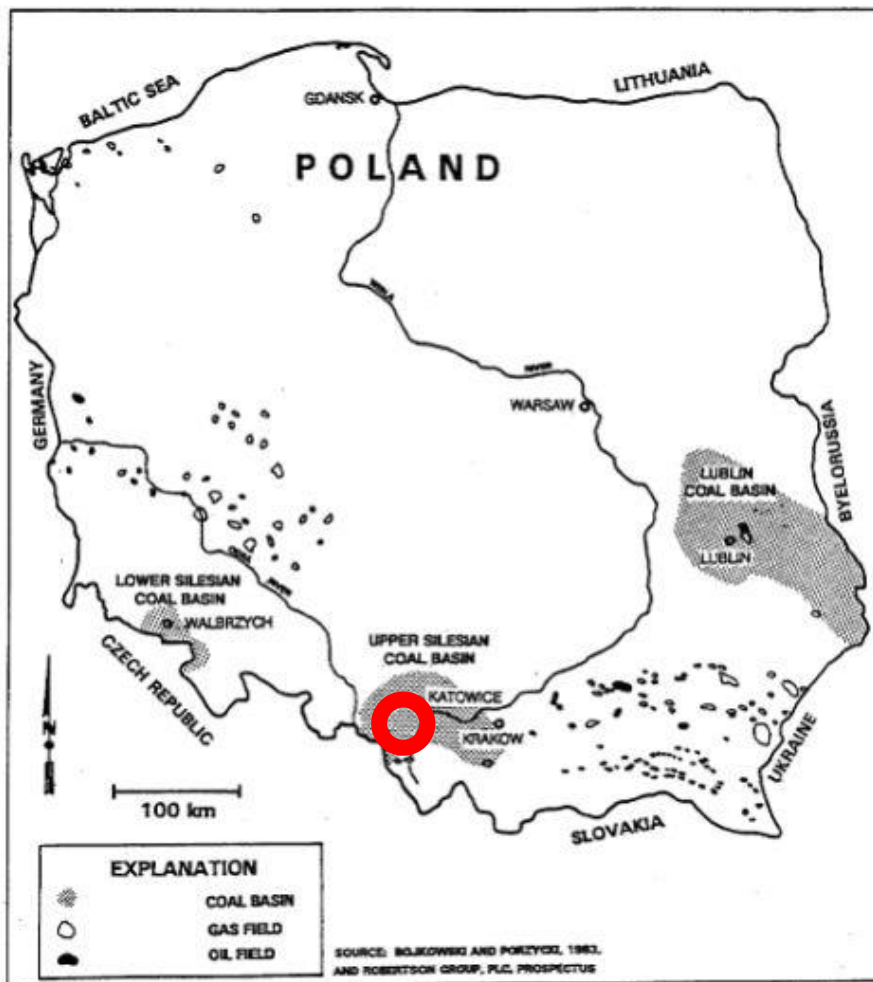 BALTIC SEA
GDANSK
LITHUANIA
POLAND
GERMANY
RIVER
WARSAW
BYELORUSSIA
LUBLIN
COAL BASIN
LUBLIN
LOWER SILESIAN
COAL BASIN
WALBRZYCH
RIVER
UPPER SILESIAN
COAL BASIN
KATOWICE
KRAKOW
CZECH REPUBLIC
UKRAINE
SLOVAKIA
N
100 km
EXPLANATION
COAL BASIN
GAS FIELD
OIL FIELD
SOURCE: BOJKOWSKI AND PORZYCKI, 1983,
AND ROBERTSON GROUP, PLC, PROSPECTUS